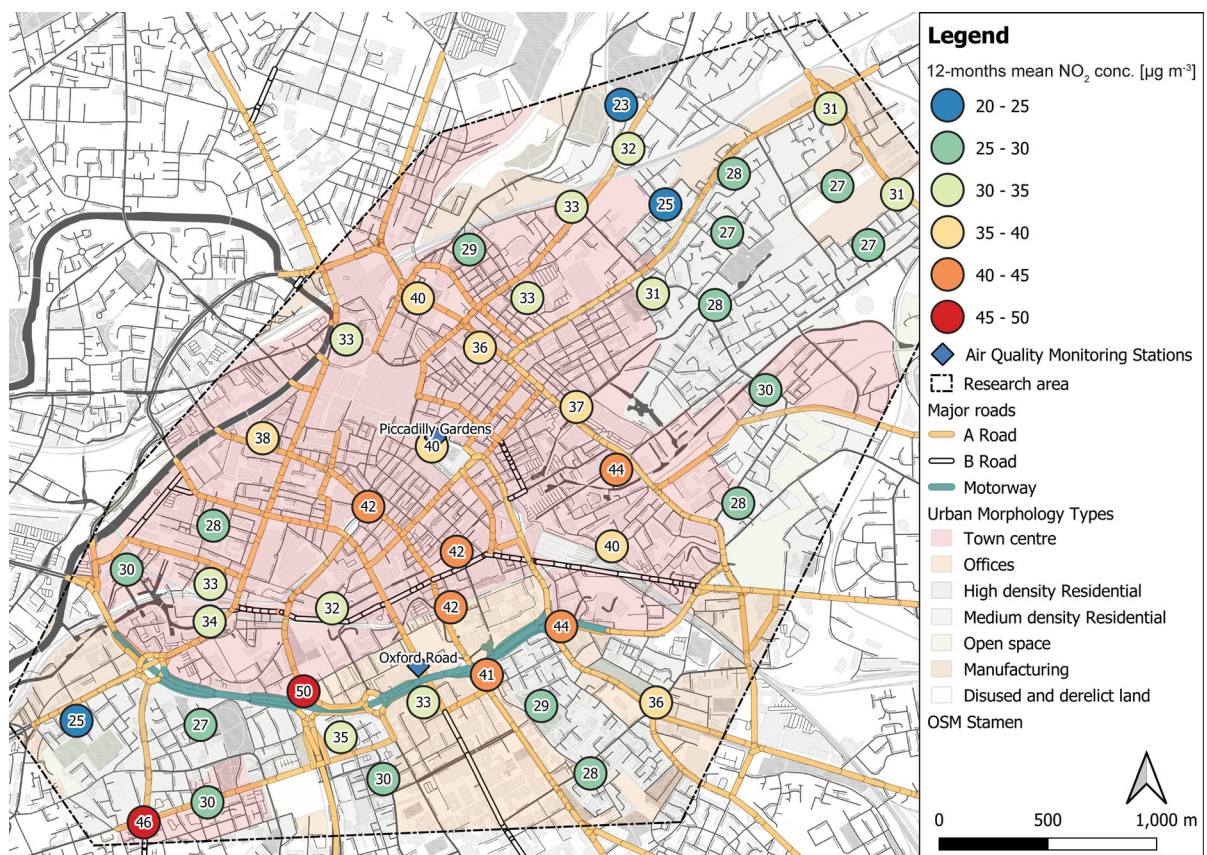 23
31
32
28
27
31
33
25
27
27
29
40
33
31
28
33
36
30
37
38
Piccadilly Gardens
40
44
42
28
28
42
40
30
33
32
42
34
44
Oxford Road
41
50
33
29
36
25
27
35
30
28
30
46
Legend
12-months mean NO₂ conc. [µg m⁻³]
20 - 25
25 - 30
30 - 35
35 - 40
40 - 45
45 - 50
Air Quality Monitoring Stations
Research area
Major roads
A Road
B Road
Motorway
Urban Morphology Types
Town centre
Offices
High density Residential
Medium density Residential
Open space
Manufacturing
Disused and derelict land
OSM Stamen
0 500 1,000 m